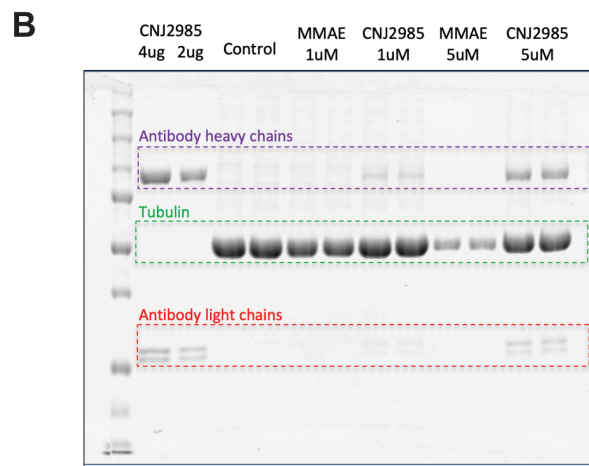 B
CNJ2985
4ug 2ug
Control
MMAE
1uM
CNJ2985
1uM
MMAE
5uM
CNJ2985
5uM
Antibody heavy chains
Tubulin
Antibody light chains